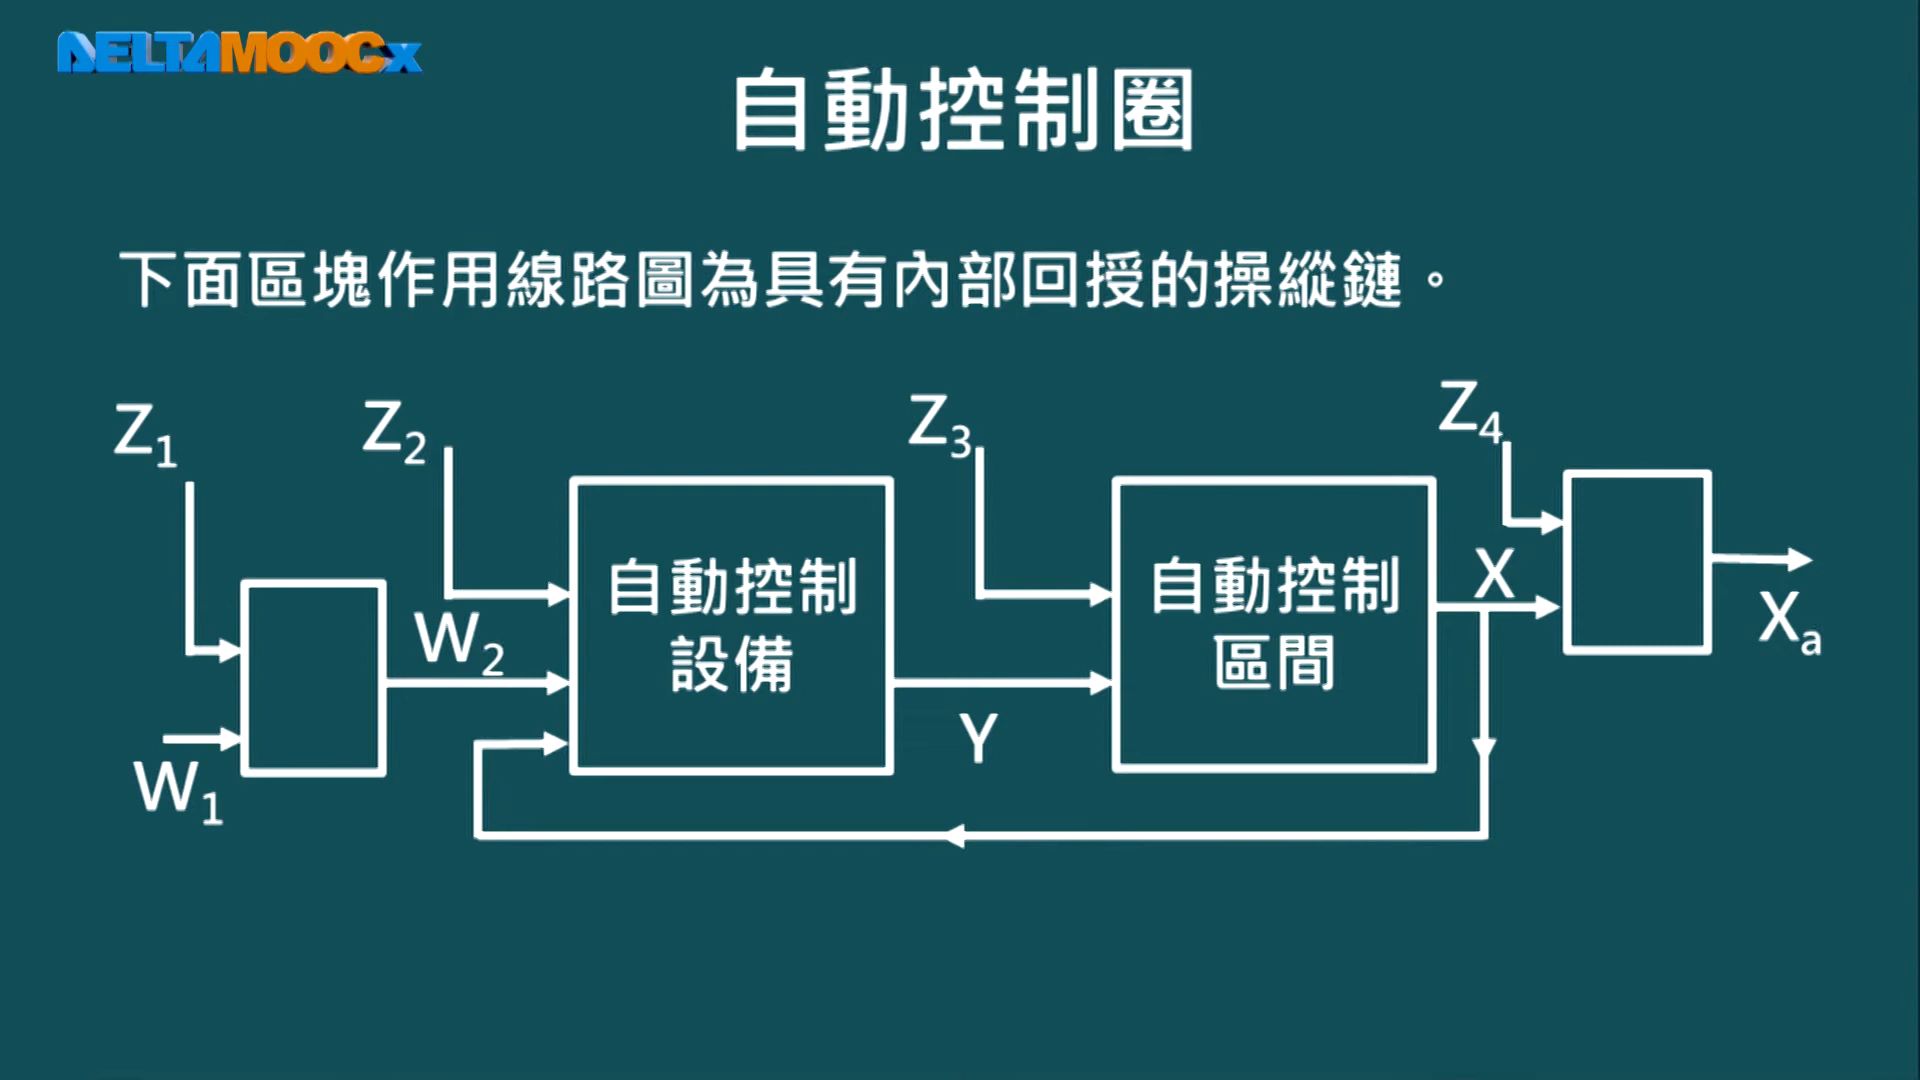 DELTAMOOCx
自動控制圈
下面區塊作用線路圖為具有內部回授的操縱鏈。
Z1
Z2
Z3
Z4
自動控制
設備
自動控制
區間
X
W2
Xa
Y
W1